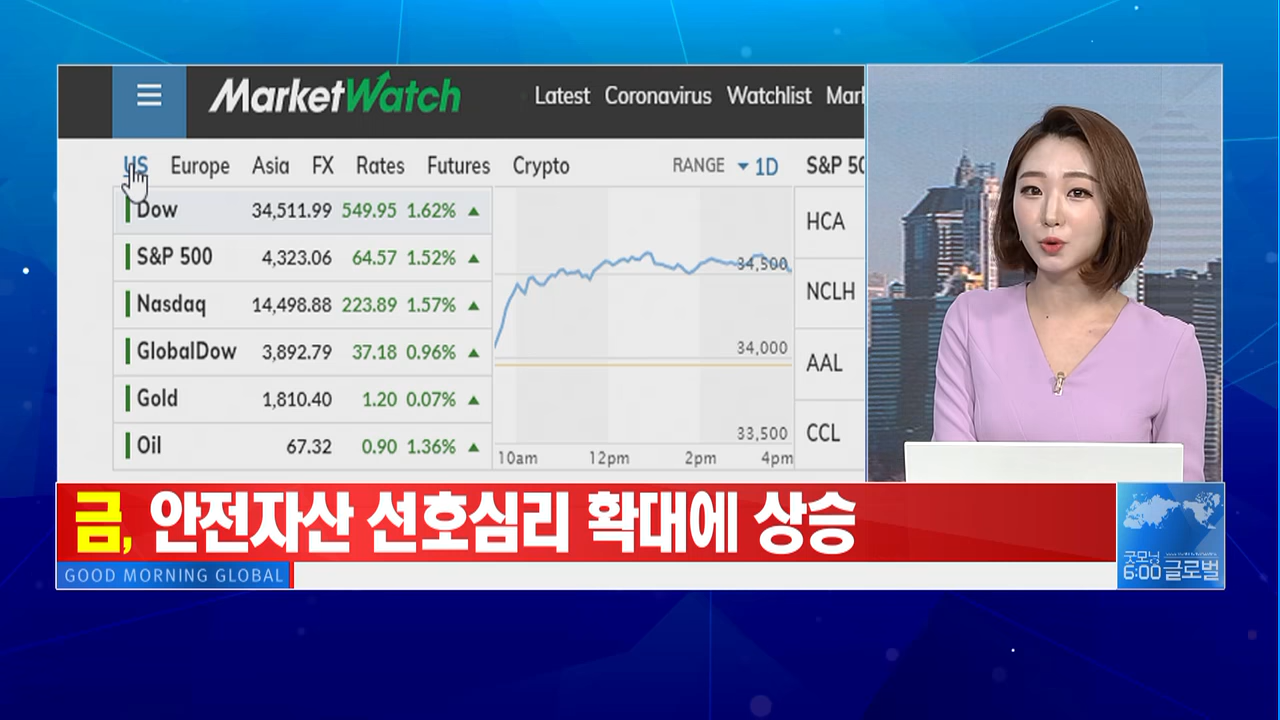 MarketWatch
Latest Coronavirus Watchlist Mar
US Europe Asia FX Rates Futures Crypto RANGE 1D S&P 50
Dow 34,511.99 549.95 1.62%
S&P 500 4,323.06 64.57 1.52%
Nasdaq 14,498.88 223.89 1.57%
GlobalDow 3,892.79 37.18 0.96%
Gold 1,810.40 1.20 0.07%
Oil 67.32 0.90 1.36%
34,500
34,000
33,500
10am 12pm 2pm 4pm
HCA
NCLH
AAL
CCL
금, 안전자산 선호심리 확대에 상승
GOOD MORNING GLOBAL
굿모닝
6:00 글로벌